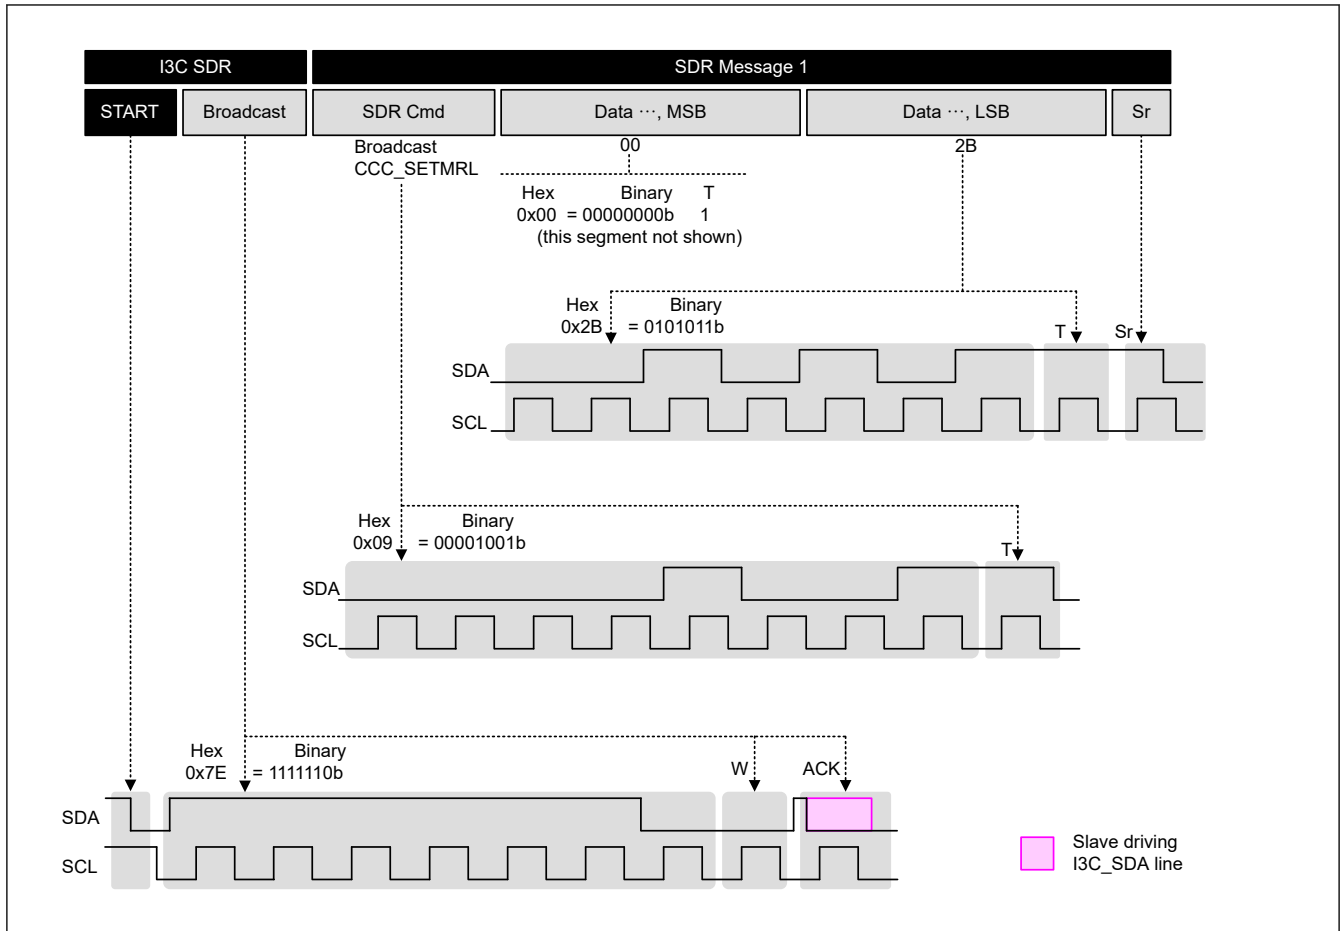 I3C SDR
SDR Message 1
START
Broadcast
SDR Cmd
Data ⋯, MSB
Data ⋯, LSB
Sr
Broadcast
CCC_SETMRL
00
2B
Hex Binary T
0x00 = 00000000b 1
(this segment not shown)
Hex Binary
0x2B = 0101011b
T
Sr
SDA
SCL
Hex Binary
0x09 = 00001001b
T
SDA
SCL
Hex Binary
0x7E = 1111110b
W
ACK
SDA
SCL
Slave driving
I3C_SDA line